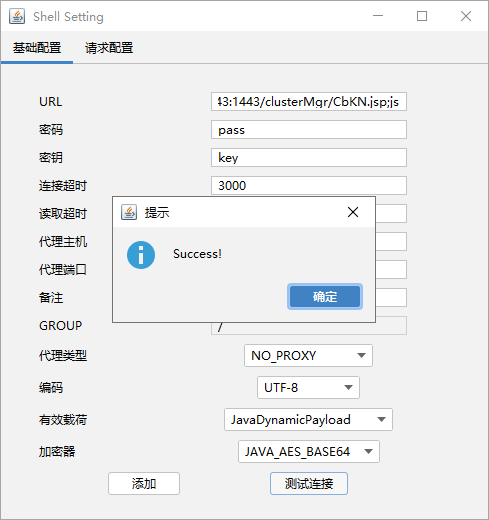 Shell Setting
基础配置 请求配置
URL 43:1443/clusterMgr/CbKN.jsp;js
密码 pass
密钥 key
连接超时 3000
读取超时
代理主机
代理端口
备注
提示
Success!
确定
GROUP /
代理类型 NO_PROXY
编码 UTF-8
有效载荷 JavaDynamicPayload
加密器 JAVA_AES_BASE64
添加 测试连接